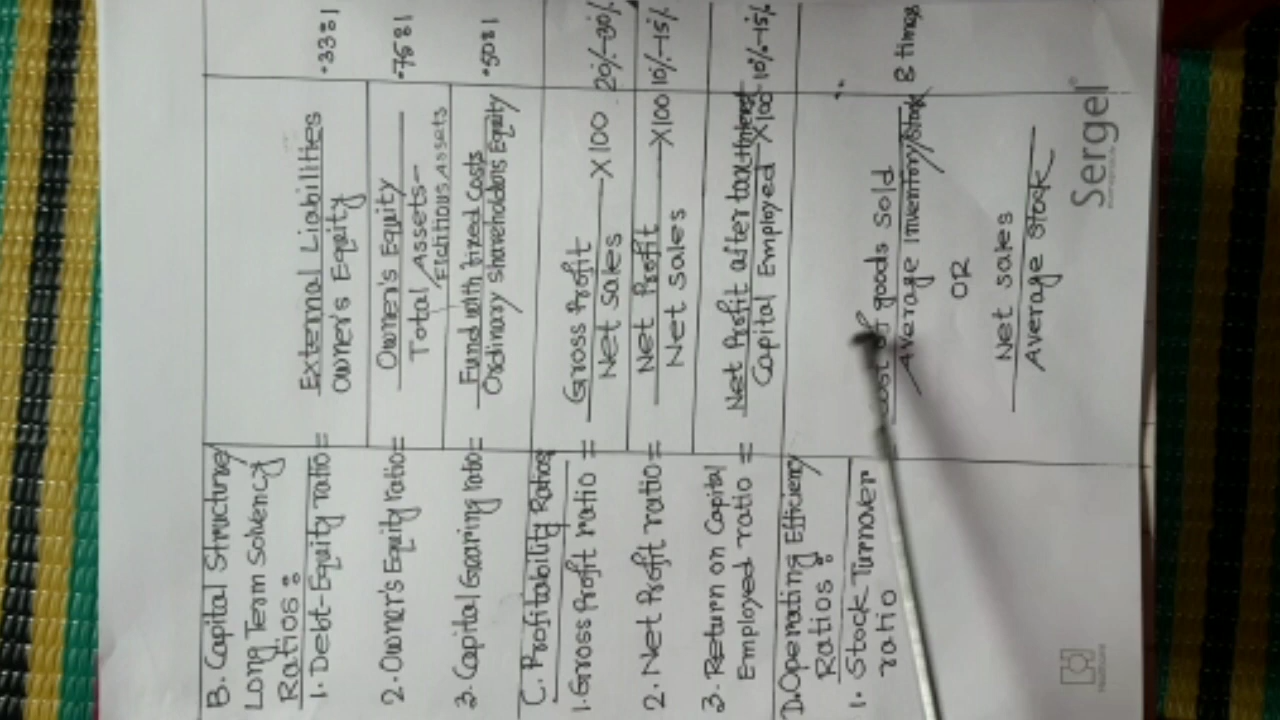 B. Capital Structure/
Long Term Solvency
Ratios:
1. Debt-Equity ratio = External Liabilities .33:1
Owner's Equity
2. Owner's Equity ratio = Owner's Equity .75:1
Total Assets-
Fictitious Assets
3. Capital Gearing ratio = Fund with fixed costs .50:1
Ordinary shareholders Equity
C. Profitability Ratios
1. Gross Profit ratio = Gross Profit X100 20%-30%
Net Sales
2. Net Profit ratio = Net Profit X100 10%-15%
Net Sales
3. Return on Capital Net Profit after tax+Interest
Employed ratio = Capital Employed X100 10%-15%
D. Operating Efficiency
Ratios:
1. Stock Turnover goods sold
ratio Average Inventory/Stock 8 times
OR
Net sales
Average Stock
Sergel
Healthcare